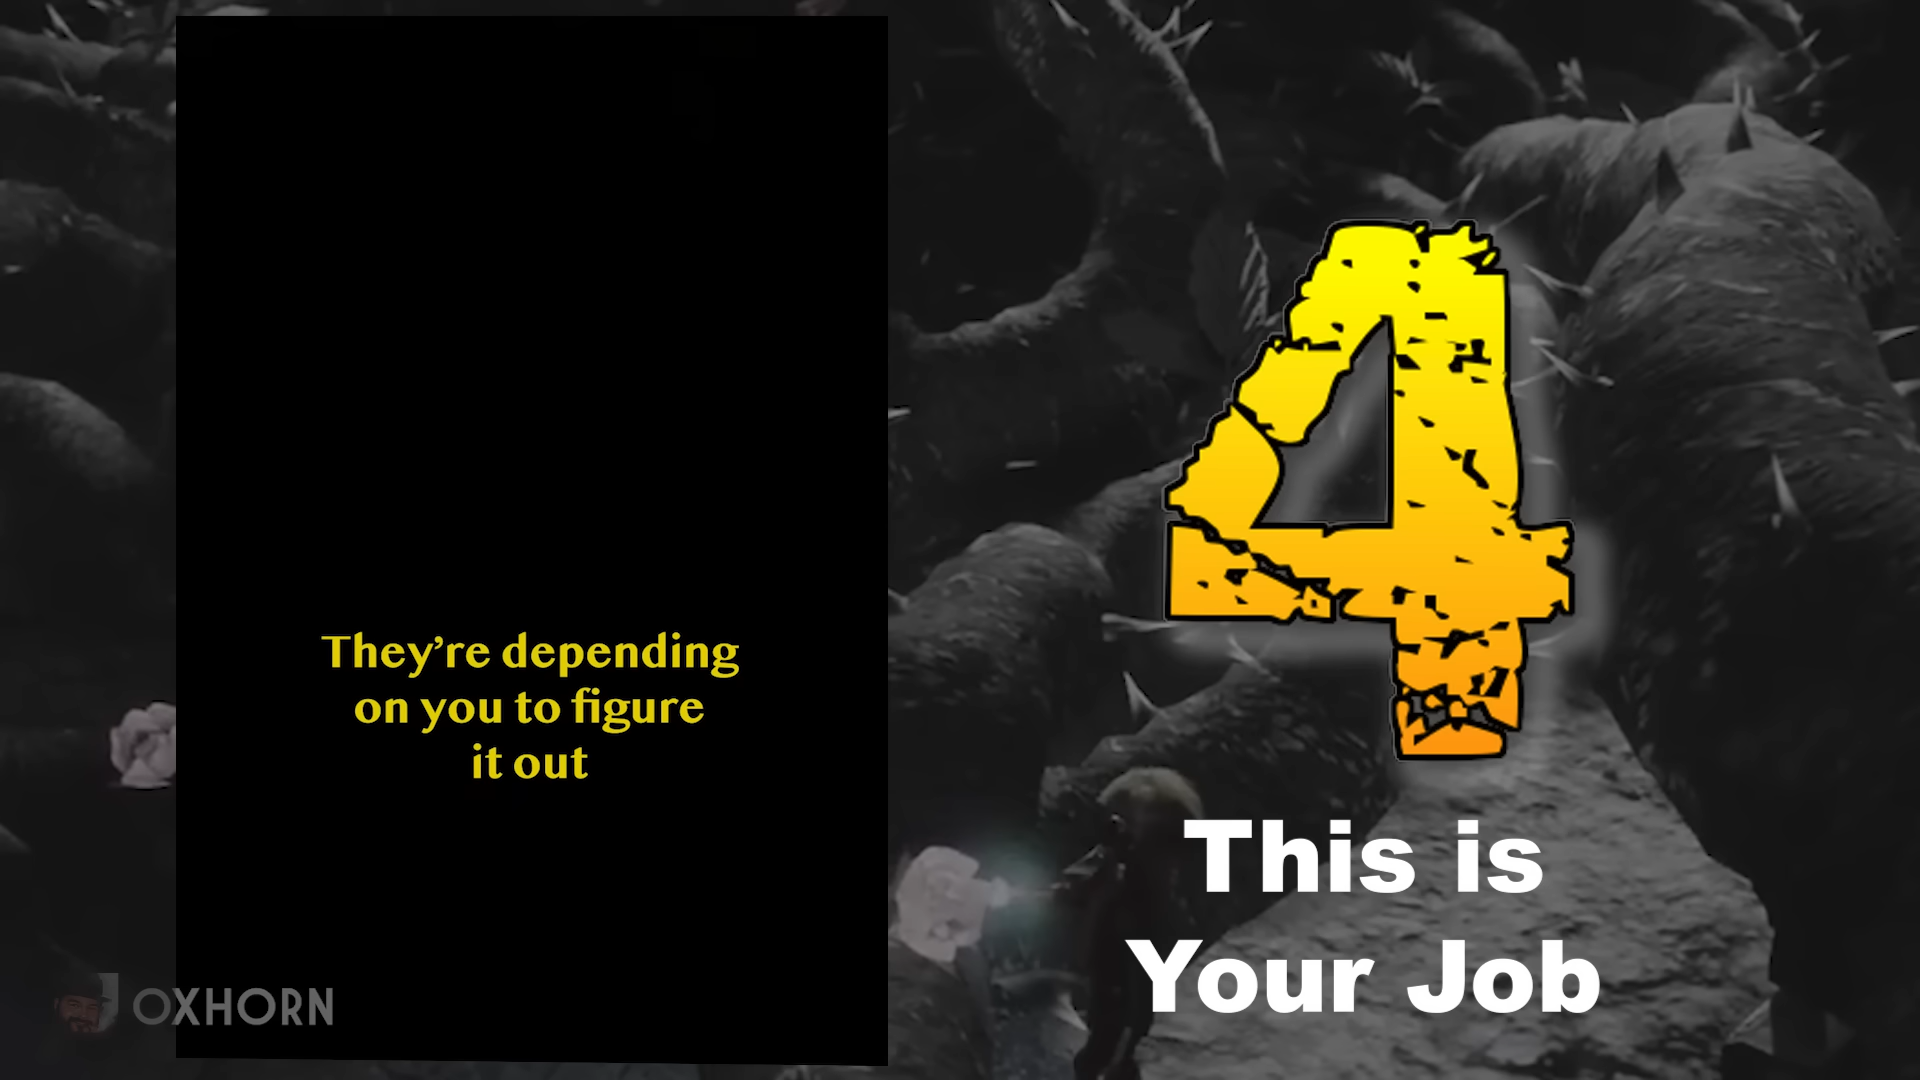 They’re depending
on you to figure
it out
4
This is
Your Job
OXHORN